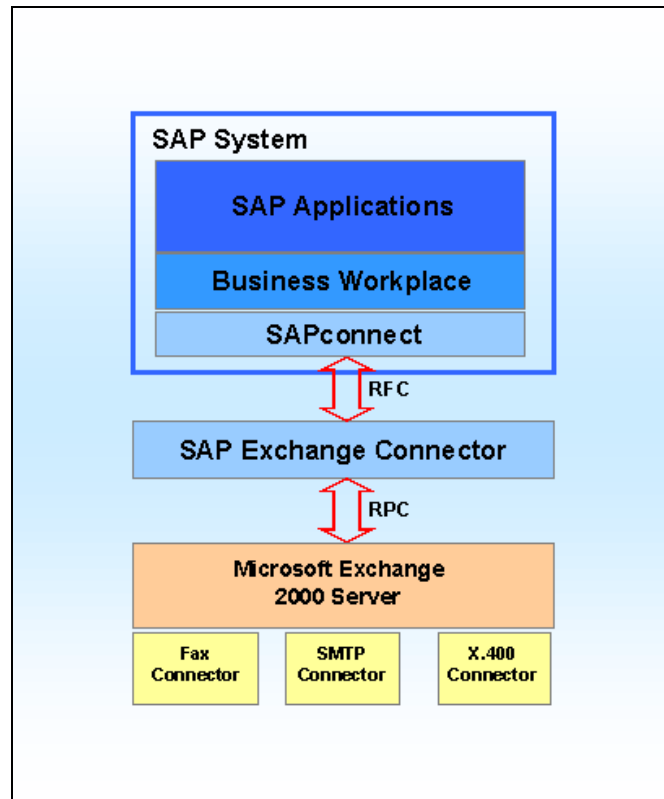 SAP System
SAP Applications
Business Workplace
SAPconnect
RFC
SAP Exchange Connector
RPC
Microsoft Exchange
2000 Server
Fax
Connector
SMTP
Connector
X.400
Connector